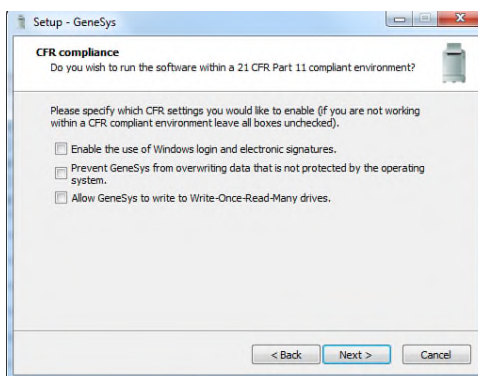 Setup - GeneSys
CFR compliance
Do you wish to run the software within a 21 CFR Part 11 compliant environment?
Please specify which CFR settings you would like to enable (if you are not working
within a CFR compliant environment leave all boxes unchecked).
Enable the use of Windows login and electronic signatures.
Prevent GeneSys from overwriting data that is not protected by the operating
system.
Allow GeneSys to write to Write-Once-Read-Many drives.
< Back
Next >
Cancel